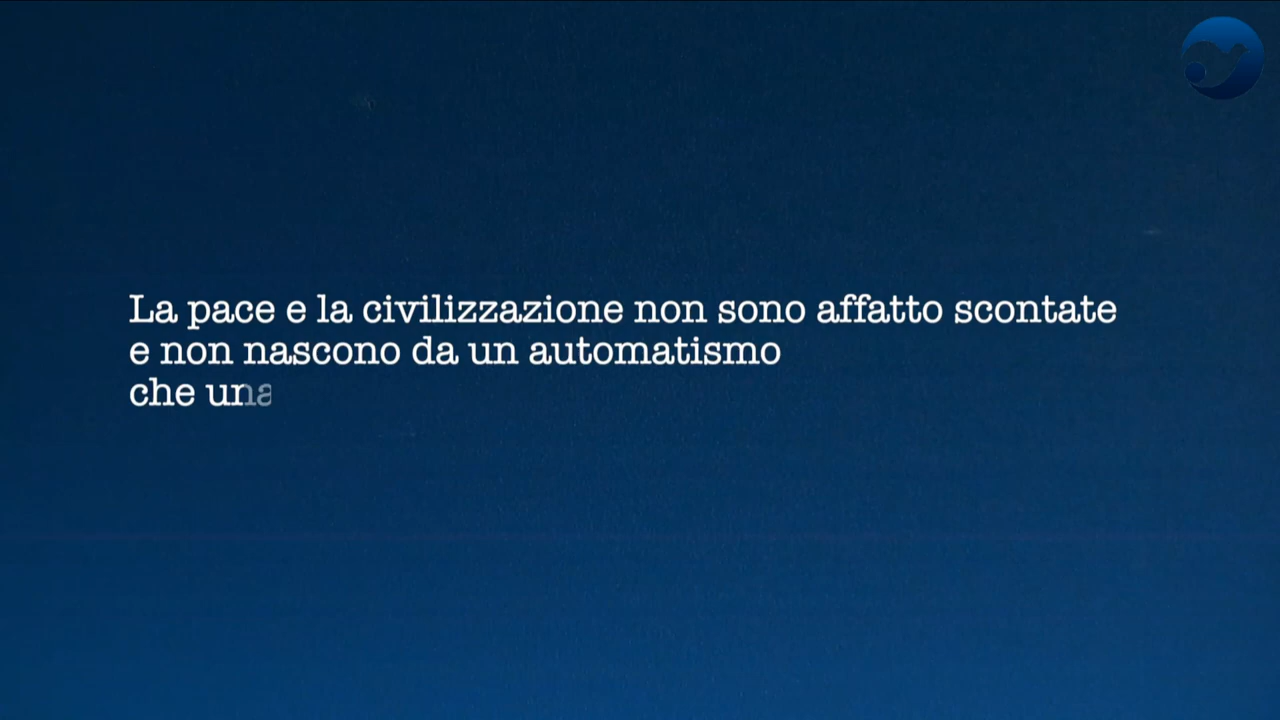 La pace e la civilizzazione non sono affatto scontate
e non nascono da un automatismo
che una